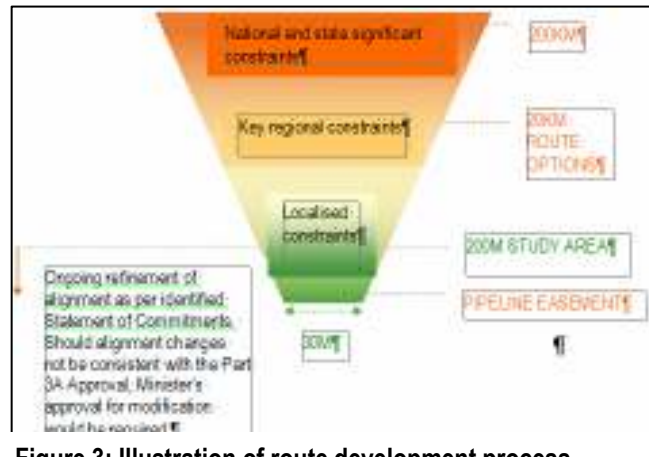 National and state significant
constraints¶
200KM¶
Key regional constraints¶
20KM
ROUTE
OPTIONS¶
Localised
constraints¶
200M STUDY AREA¶
PIPELINE EASEMENT¶
30M¶
¶
Ongoing refinement of
alignment as per identified
Statement of Commitments.
Should alignment changes
not be consistent with the Part
3A Approval, Minister's
approval for modification
would be required.¶
Figure 3: Illustration of route development process